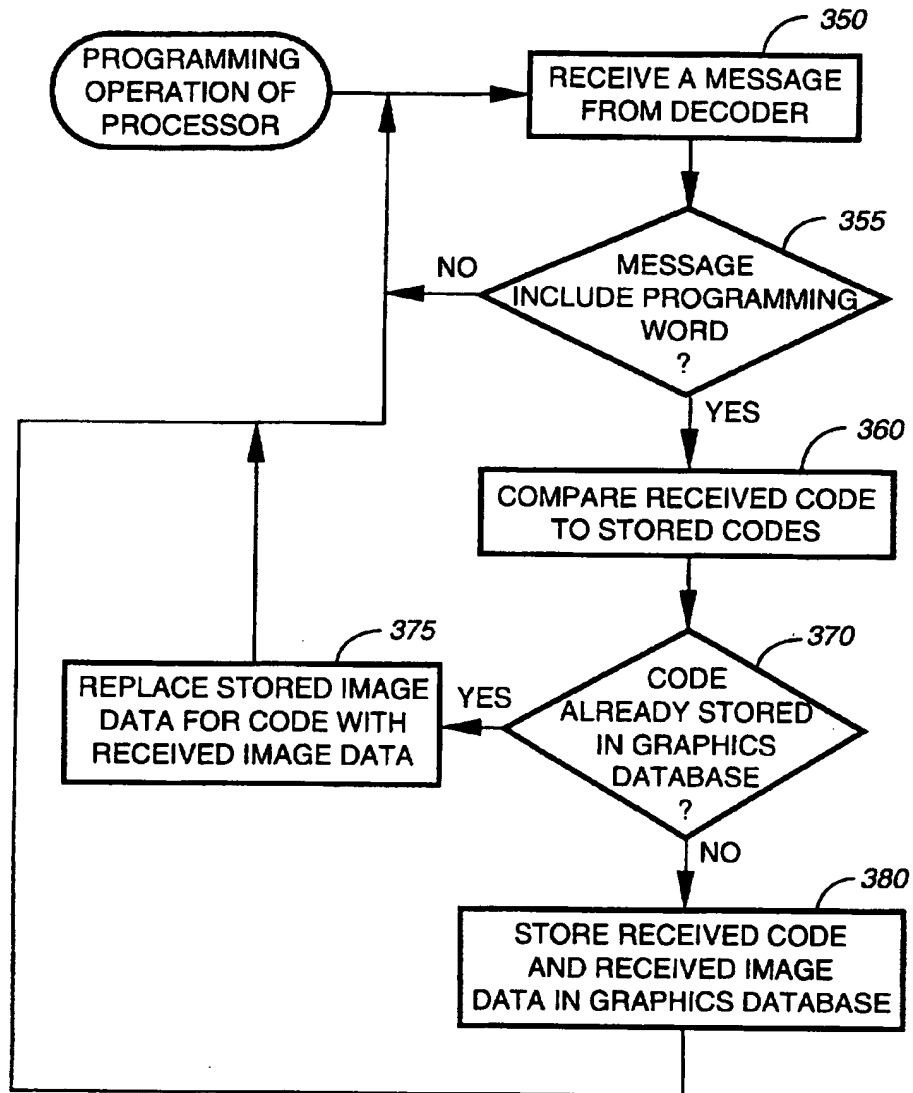 PROGRAMMING
OPERATION OF
PROCESSOR
350
RECEIVE A MESSAGE
FROM DECODER
355
MESSAGE
INCLUDE PROGRAMMING
WORD
?
NO
YES
360
COMPARE RECEIVED CODE
TO STORED CODES
370
CODE
ALREADY STORED
IN GRAPHICS
DATABASE
?
YES
375
REPLACE STORED IMAGE
DATA FOR CODE WITH
RECEIVED IMAGE DATA
NO
380
STORE RECEIVED CODE
AND RECEIVED IMAGE
DATA IN GRAPHICS DATABASE